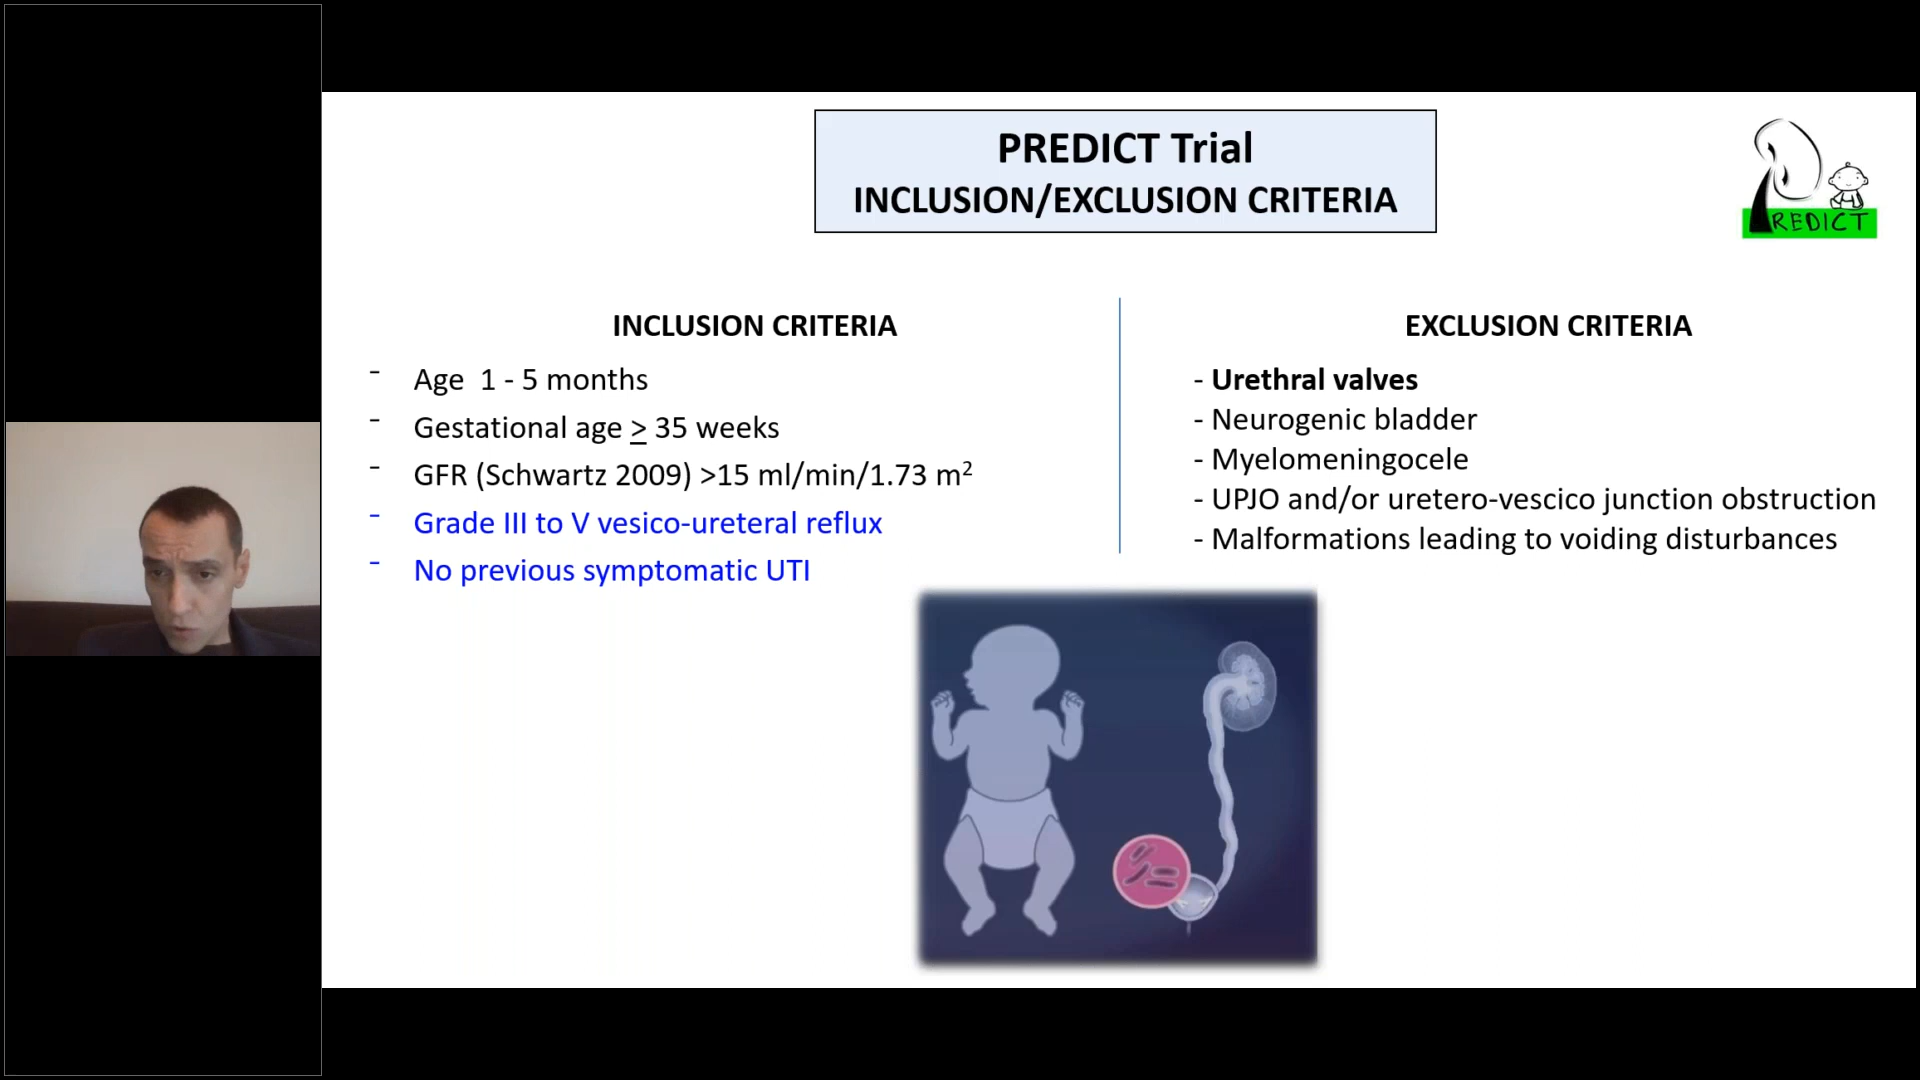 PREDICT Trial
INCLUSION/EXCLUSION CRITERIA
PREDICT
INCLUSION CRITERIA
- Age 1 - 5 months
- Gestational age ≥ 35 weeks
- GFR (Schwartz 2009) >15 ml/min/1.73 m²
- Grade III to V vesico-ureteral reflux
- No previous symptomatic UTI
EXCLUSION CRITERIA
- Urethral valves
- Neurogenic bladder
- Myelomeningocele
- UPJO and/or uretero-vescico junction obstruction
- Malformations leading to voiding disturbances